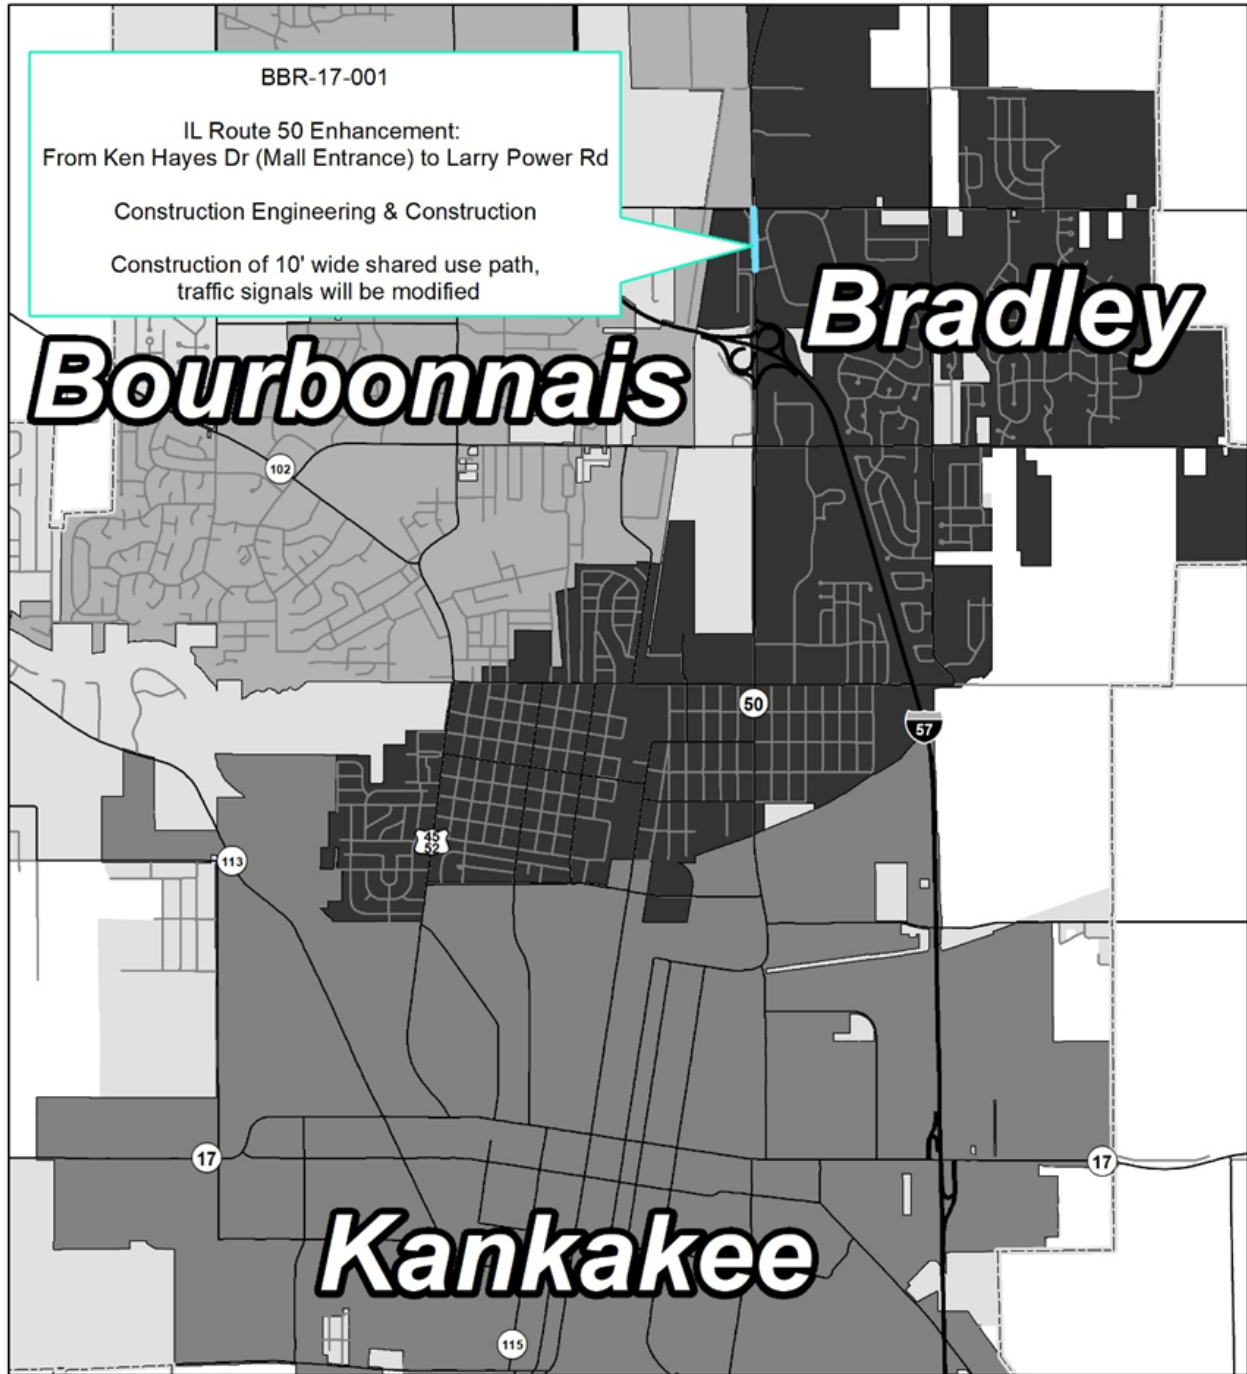 BBR-17-001
IL Route 50 Enhancement:
From Ken Hayes Dr (Mall Entrance) to Larry Power Rd
Construction Engineering & Construction
Construction of 10' wide shared use path,
traffic signals will be modified
Bradley
Bourbonnais
102
50
57
45
52
113
17
17
Kankakee
115